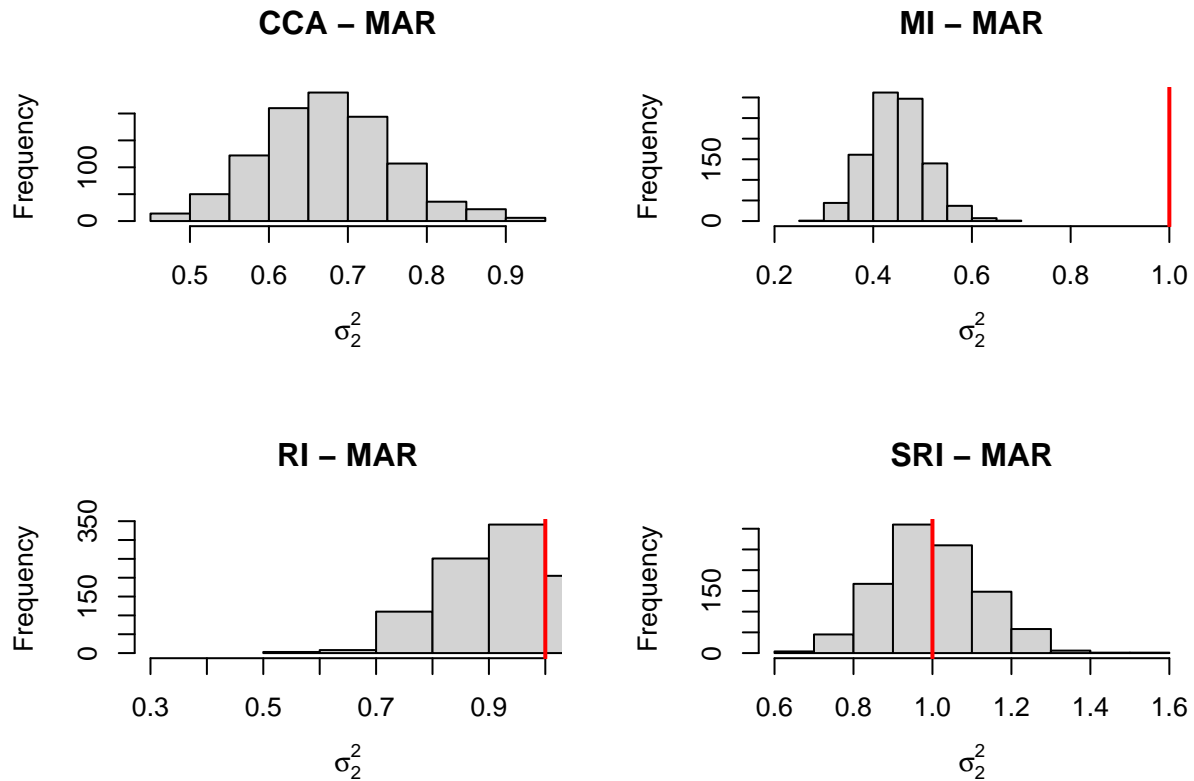 CCA – MAR
Frequency
0 100
0.5 0.6 0.7 0.8 0.9
σ₂²
MI – MAR
Frequency
0 150
0.2 0.4 0.6 0.8 1.0
σ₂²
RI – MAR
Frequency
0 150 350
0.3 0.5 0.7 0.9
σ₂²
SRI – MAR
Frequency
0 150
0.6 0.8 1.0 1.2 1.4 1.6
σ₂²